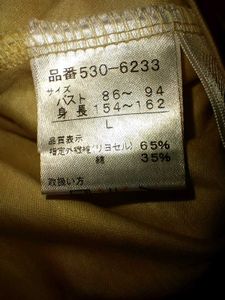 品番530-6233
サイズ
バスト 86～ 94
身長 154～162
L
品質表示
指定外繊維(リヨセル) 65%
綿 35%
取扱い方